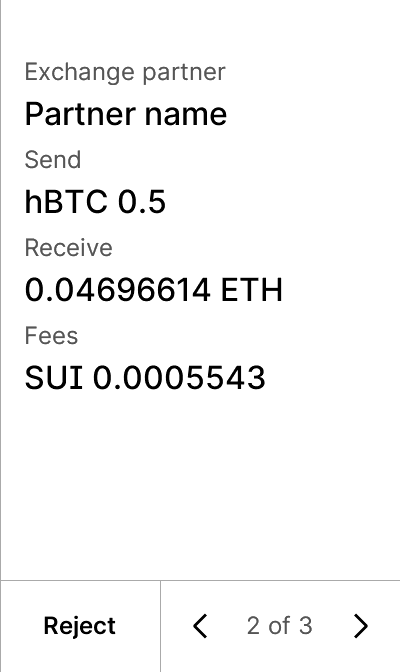 Exchange partner
Partner name
Send
hBTC 0.5
Receive
0.04696614 ETH
Fees
SUI 0.0005543
Reject
2 of 3